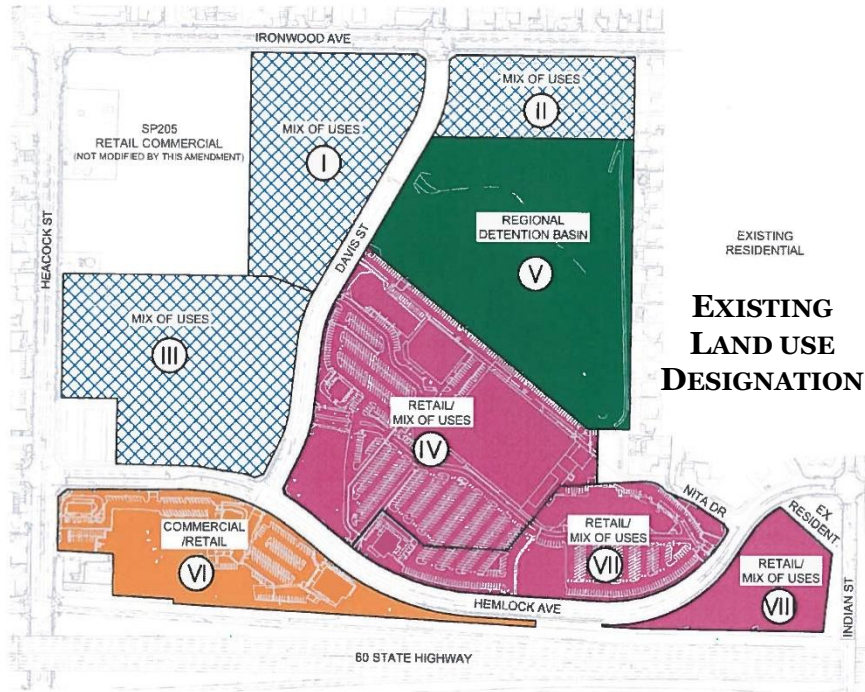 IRONWOOD AVE
MIX OF USES
II
SP205
RETAIL COMMERCIAL
(NOT MODIFIED BY THIS AMENDMENT)
MIX OF USES
I
HEACOCK ST
DAVIS ST
REGIONAL
DETENTION BASIN
V
EXISTING
RESIDENTIAL
EXISTING
LAND USE
DESIGNATION
MIX OF USES
III
RETAIL/
MIX OF USES
IV
NITA DR
EX
RESIDENT
COMMERCIAL
/RETAIL
VI
RETAIL/
MIX OF USES
VII
RETAIL/
MIX OF USES
VII
INDIAN ST
HEMLOCK AVE
60 STATE HIGHWAY